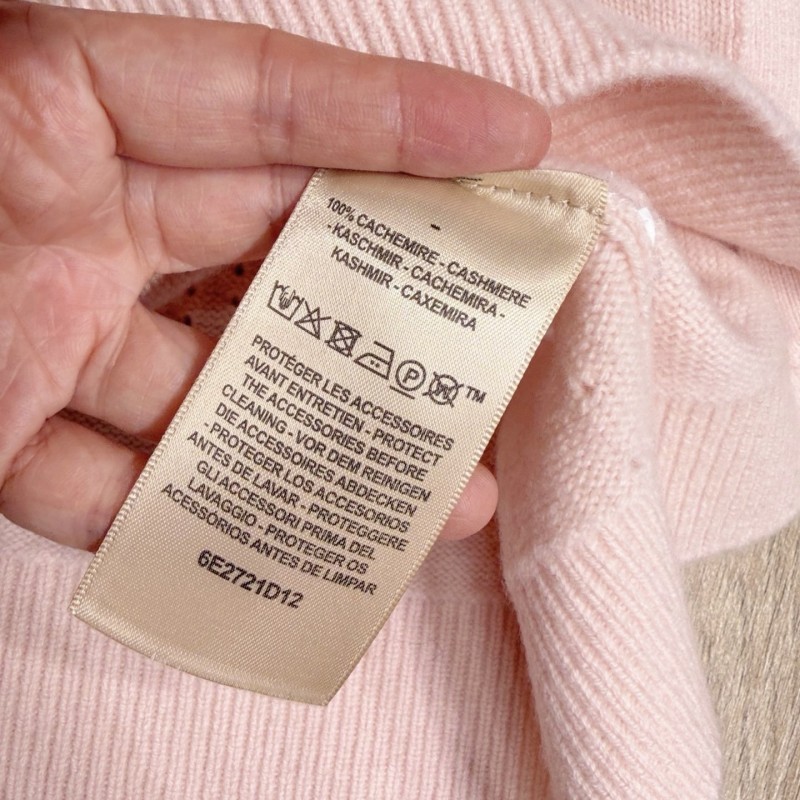 100% CACHEMIRE - CASHMERE
- KASCHMIR - CACHEMIRA -
KASHMIR - CAXEMIRA
P W ™
PROTÉGER LES ACCESSOIRES
AVANT ENTRETIEN - PROTECT
THE ACCESSORIES BEFORE
CLEANING - VOR DEM REINIGEN
DIE ACCESSOIRES ABDECKEN
- PROTEGER LOS ACCESORIOS
ANTES DE LAVAR - PROTEGGERE
GLI ACCESSORI PRIMA DEL
LAVAGGIO - PROTEGER OS
ACESSORIOS ANTES DE LIMPAR
6E2721D12